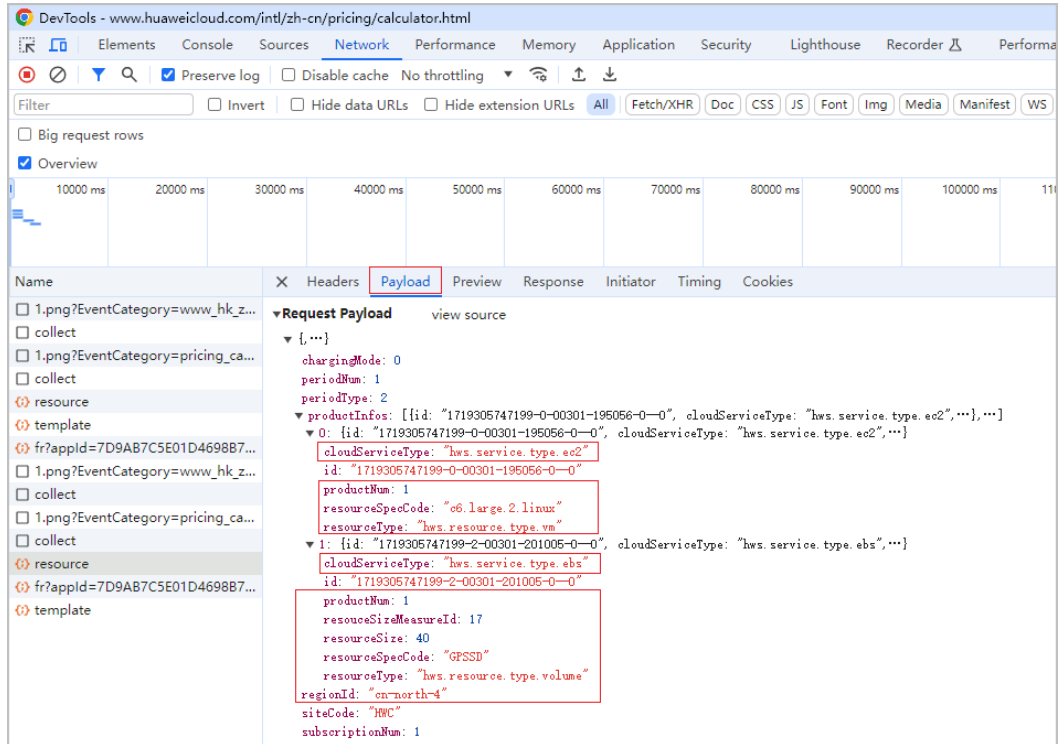 DevTools - www.huaweicloud.com/intl/zh-cn/pricing/calculator.html
Elements Console Sources Network Performance Memory Application Security Lighthouse Recorder Performa
Preserve log Disable cache No throttling
Filter Invert Hide data URLs Hide extension URLs All Fetch/XHR Doc CSS JS Font Img Media Manifest WS
Big request rows
Overview
10000 ms 20000 ms 30000 ms 40000 ms 50000 ms 60000 ms 70000 ms 80000 ms 90000 ms 100000 ms 11
Name
1.png?EventCategory=www_hk_z...
collect
1.png?EventCategory=pricing_ca...
collect
resource
template
fr?appId=7D9AB7C5E01D4698B7...
1.png?EventCategory=www_hk_z...
collect
1.png?EventCategory=pricing_ca...
collect
resource
fr?appId=7D9AB7C5E01D4698B7...
template
Headers Payload Preview Response Initiator Timing Cookies
Request Payload view source
{,…}
chargingMode: 0
periodNum: 1
periodType: 2
productInfos: [{id: "1719305747199-0-00301-195056-0—0", cloudServiceType: "hws.service.type.ec2",…},…]
0: {id: "1719305747199-0-00301-195056-0—0", cloudServiceType: "hws.service.type.ec2",…}
cloudServiceType: "hws.service.type.ec2"
id: "1719305747199-0-00301-195056-0—0"
productNum: 1
resourceSpecCode: "c6.large.2.linux"
resourceType: "hws.resource.type.vm"
1: {id: "1719305747199-2-00301-201005-0—0", cloudServiceType: "hws.service.type.ebs",…}
cloudServiceType: "hws.service.type.ebs"
id: "1719305747199-2-00301-201005-0—0"
productNum: 1
resouceSizeMeasureId: 17
resourceSize: 40
resourceSpecCode: "GPSSD"
resourceType: "hws.resource.type.volume"
regionId: "cn-north-4"
siteCode: "HWC"
subscriptionNum: 1